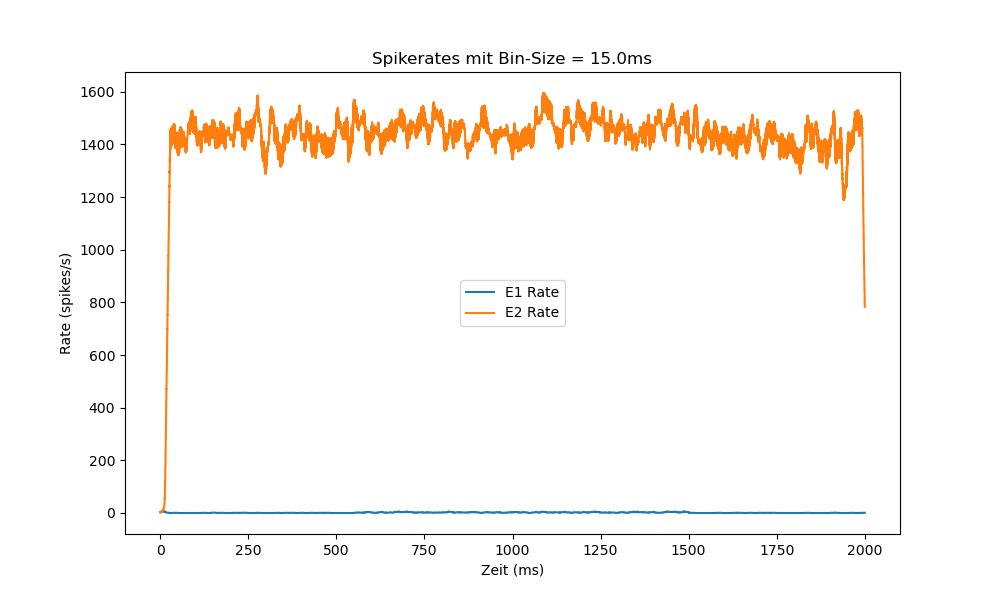 Spikerates mit Bin-Size = 15.0ms
1600
1400
1200
1000
800
600
400
200
0
Rate (spikes/s)
E1 Rate
E2 Rate
0 250 500 750 1000 1250 1500 1750 2000
Zeit (ms)